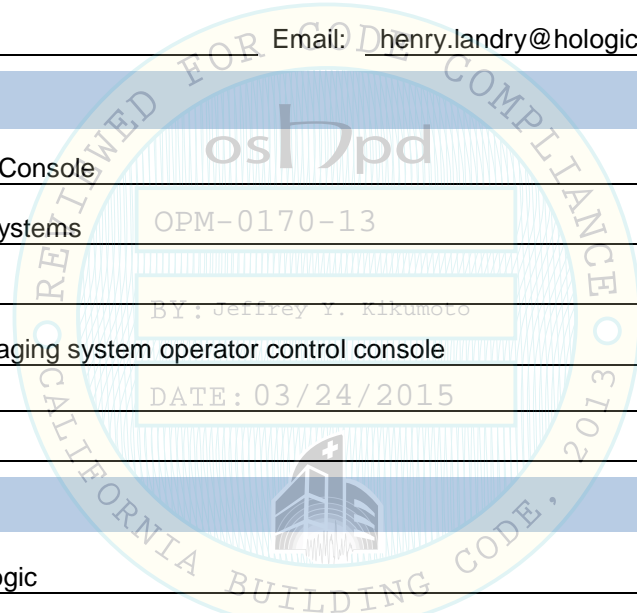 Email: henry.landry@hologic
REVIEWED FOR CODE COMPLIANCE
oshpd
Console
ystems
OPM-0170-13
BY: Jeffrey Y. Kikumoto
aging system operator control console
DATE: 03/24/2015
CALIFORNIA BUILDING CODE, 2013
ogic